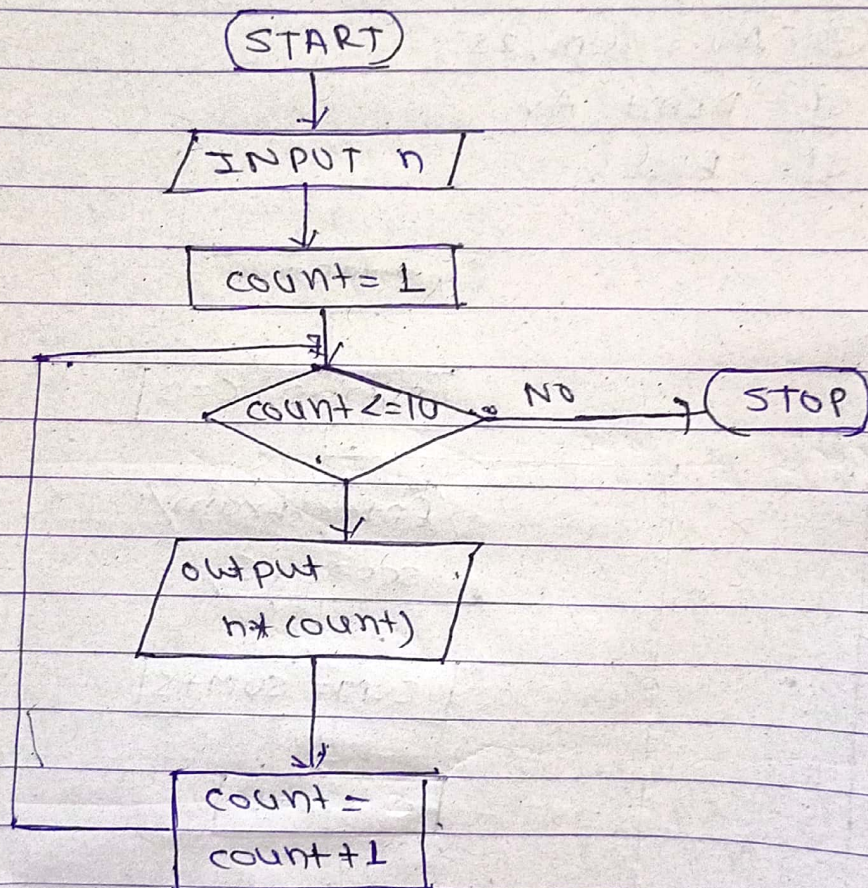 START
INPUT n
count = 1
count <= 10
NO
STOP
output
n* count)
count =
count + 1